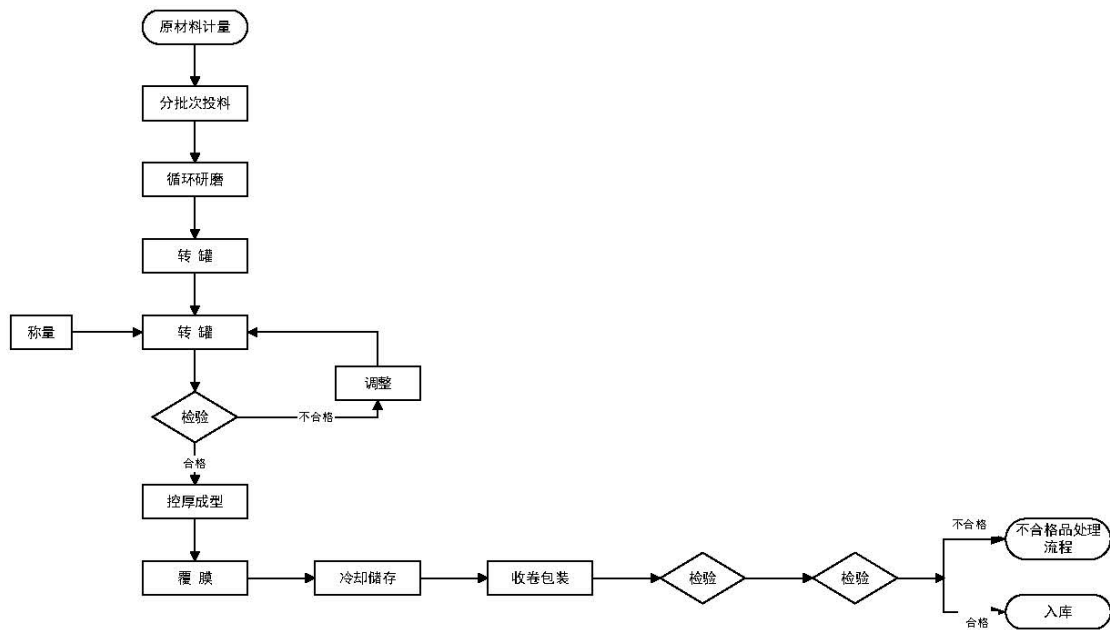 原材料计量
分批次投料
循环研磨
转 罐
称量
转 罐
调整
检验
不合格
合格
控厚成型
覆 膜
冷却储存
收卷包装
检验
检验
不合格
不合格品处理
流程
合格
入库